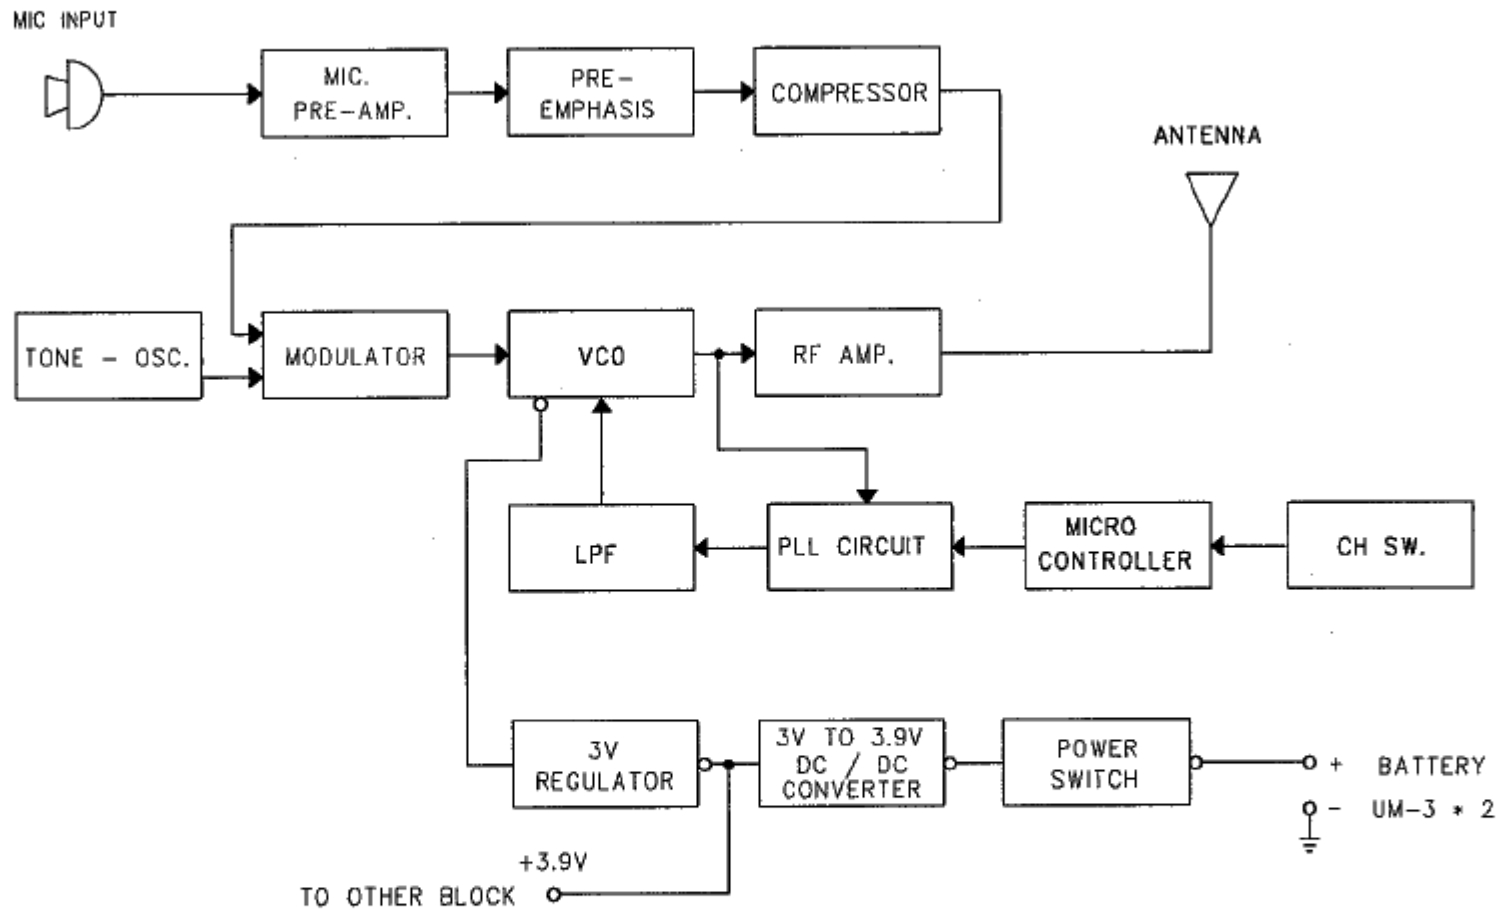 MIC INPUT
MIC.
PRE-AMP.
PRE-
EMPHASIS
COMPRESSOR
ANTENNA
TONE - OSC.
MODULATOR
VCO
RF AMP.
LPF
PLL CIRCUIT
MICRO
CONTROLLER
CH SW.
3V
REGULATOR
3V TO 3.9V
DC / DC
CONVERTER
POWER
SWITCH
+ BATTERY
- UM-3 * 2
+3.9V
TO OTHER BLOCK